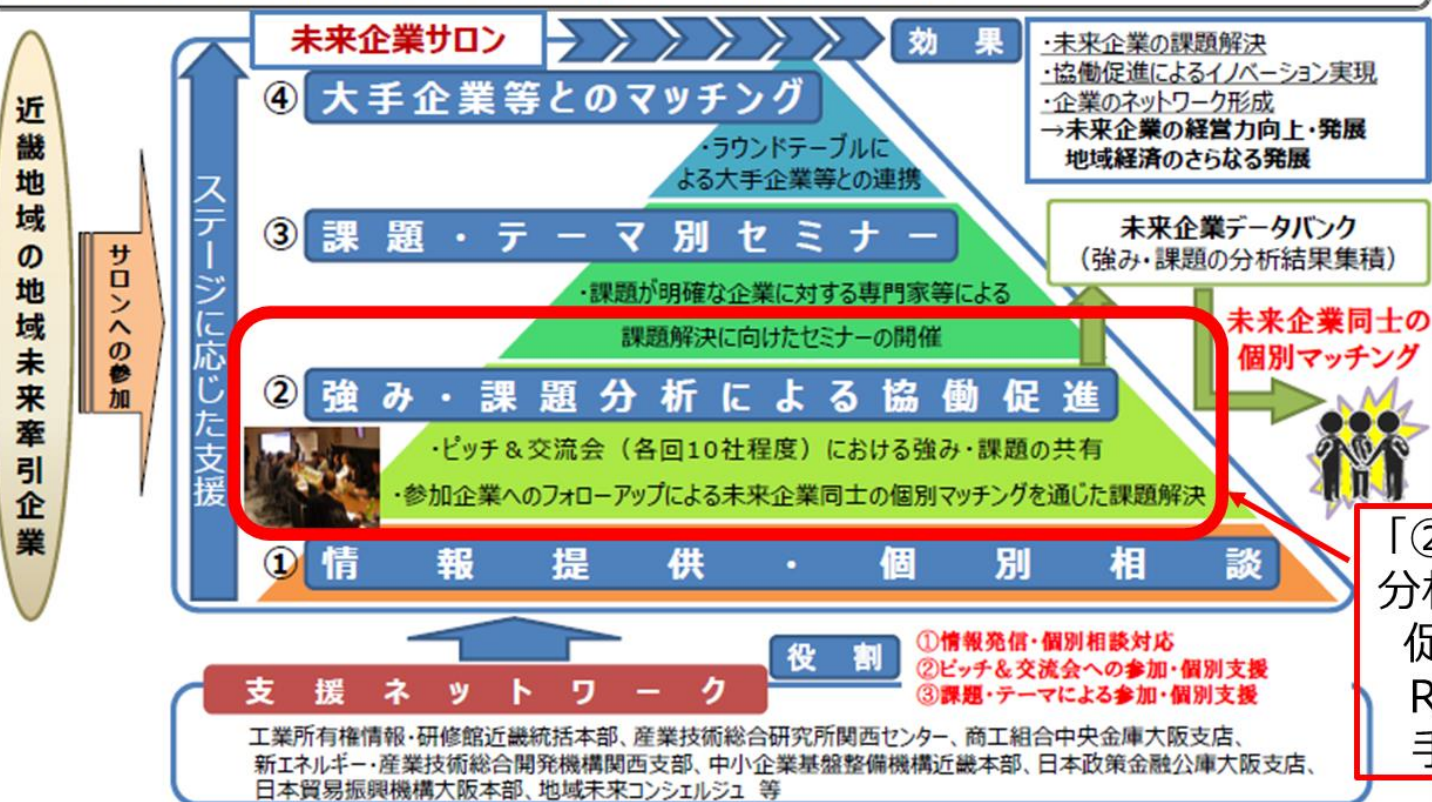 近畿地域の地域未来牽引企業
サロンへの参加
ステージに応じた支援
未来企業サロン
効果
・未来企業の課題解決
・協働促進によるイノベーション実現
・企業のネットワーク形成
→未来企業の経営力向上・発展
地域経済のさらなる発展
④ 大手企業等とのマッチング
・ラウンドテーブルに
よる大手企業等との連携
③ 課題・テーマ別セミナー
・課題が明確な企業に対する専門家等による
課題解決に向けたセミナーの開催
未来企業データバンク
(強み・課題の分析結果集積)
未来企業同士の
個別マッチング
② 強み・課題分析による協働促進
・ピッチ&交流会(各回10社程度)における強み・課題の共有
・参加企業へのフォローアップによる未来企業同士の個別マッチングを通じた課題解決
① 情報提供・個別相談
「②
分析
促
R
手
役割
①情報発信・個別相談対応
②ピッチ&交流会への参加・個別支援
③課題・テーマによる参加・個別支援
支援ネットワーク
工業所有権情報・研修館近畿統括本部、産業技術総合研究所関西センター、商工組合中央金庫大阪支店、
新エネルギー・産業技術総合開発機構関西支部、中小企業基盤整備機構近畿本部、日本政策金融公庫大阪支店、
日本貿易振興機構大阪本部、地域未来コンシェルジュ 等